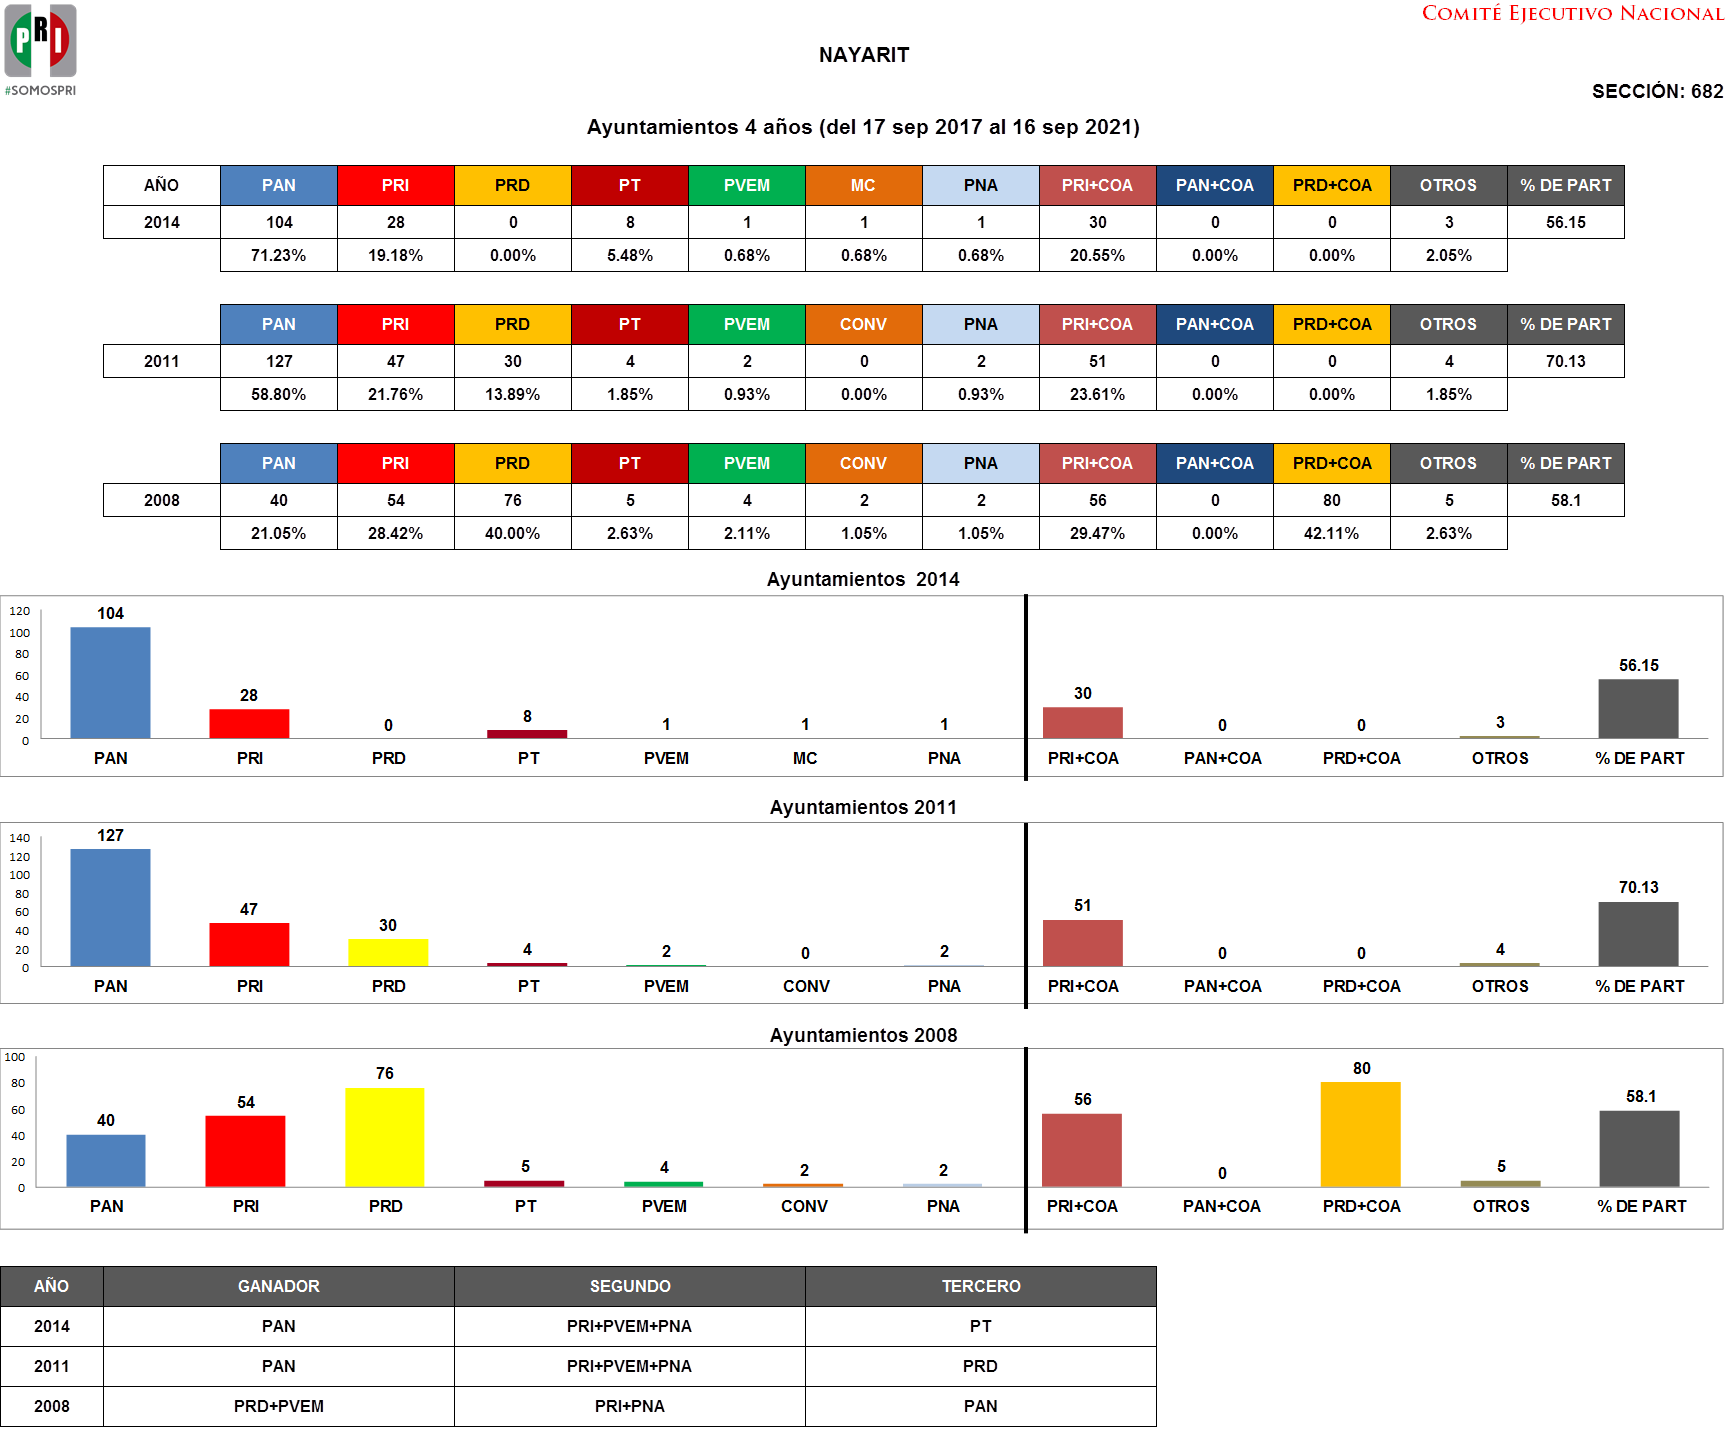 PRI
#SOMOSPRI
COMITÉ EJECUTIVO NACIONAL
NAYARIT
SECCIÓN: 682
Ayuntamientos 4 años (del 17 sep 2017 al 16 sep 2021)
AÑO PAN PRI PRD PT PVEM MC PNA PRI+COA PAN+COA PRD+COA OTROS % DE PART
2014 104 28 0 8 1 1 1 30 0 0 3 56.15
71.23% 19.18% 0.00% 5.48% 0.68% 0.68% 0.68% 20.55% 0.00% 0.00% 2.05%
PAN PRI PRD PT PVEM CONV PNA PRI+COA PAN+COA PRD+COA OTROS % DE PART
2011 127 47 30 4 2 0 2 51 0 0 4 70.13
58.80% 21.76% 13.89% 1.85% 0.93% 0.00% 0.93% 23.61% 0.00% 0.00% 1.85%
PAN PRI PRD PT PVEM CONV PNA PRI+COA PAN+COA PRD+COA OTROS % DE PART
2008 40 54 76 5 4 2 2 56 0 80 5 58.1
21.05% 28.42% 40.00% 2.63% 2.11% 1.05% 1.05% 29.47% 0.00% 42.11% 2.63%
Ayuntamientos 2014
120
100
80
60
40
20
0
104 28 0 8 1 1 1 30 0 0 3 56.15
PAN PRI PRD PT PVEM MC PNA PRI+COA PAN+COA PRD+COA OTROS % DE PART
Ayuntamientos 2011
140
120
100
80
60
40
20
0
127 47 30 4 2 0 2 51 0 0 4 70.13
PAN PRI PRD PT PVEM CONV PNA PRI+COA PAN+COA PRD+COA OTROS % DE PART
Ayuntamientos 2008
100
80
60
40
20
0
40 54 76 5 4 2 2 56 0 80 5 58.1
PAN PRI PRD PT PVEM CONV PNA PRI+COA PAN+COA PRD+COA OTROS % DE PART
AÑO GANADOR SEGUNDO TERCERO
2014 PAN PRI+PVEM+PNA PT
2011 PAN PRI+PVEM+PNA PRD
2008 PRD+PVEM PRI+PNA PAN